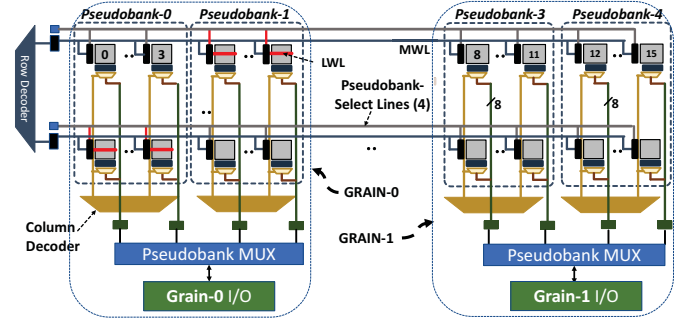 Pseudobank-0
Pseudobank-1
Pseudobank-3
Pseudobank-4
Row Decoder
0
3
LWL
MWL
8
11
12
15
Pseudobank-
Select Lines (4)
8
8
GRAIN-0
GRAIN-1
Column
Decoder
Pseudobank MUX
Pseudobank MUX
Grain-0 I/O
Grain-1 I/O